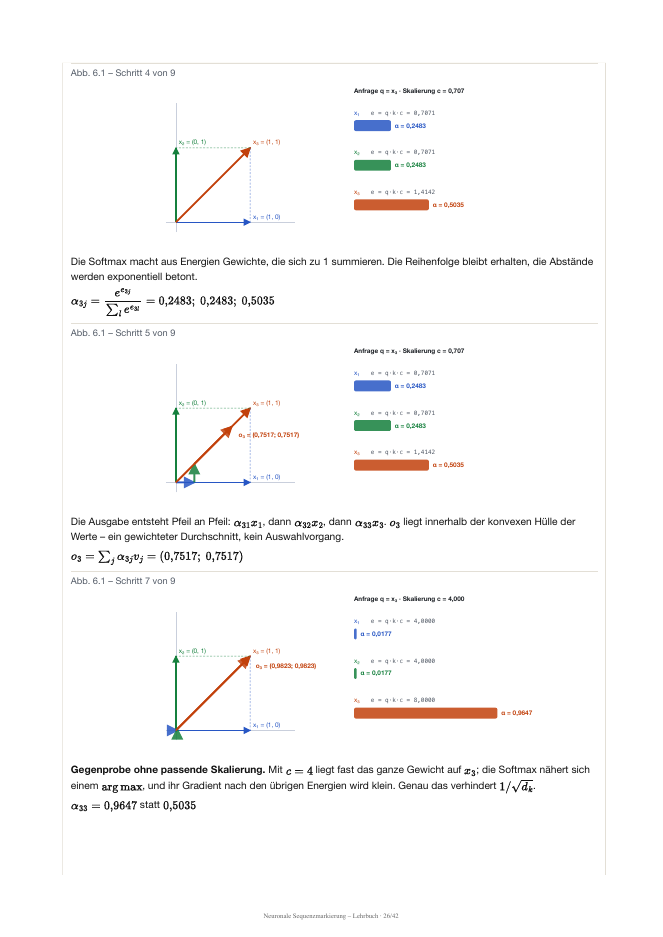 Abb. 6.1 – Schritt 4 von 9
Anfrage q = x₃ · Skalierung c = 0,707
x₁ e = q·k·c = 0,7071
α = 0,2483
x₂ e = q·k·c = 0,7071
α = 0,2483
x₃ e = q·k·c = 1,4142
α = 0,5035
x₂ = (0, 1)
x₃ = (1, 1)
x₁ = (1, 0)
Die Softmax macht aus Energien Gewichte, die sich zu 1 summieren. Die Reihenfolge bleibt erhalten, die Abstände
werden exponentiell betont.
α₃ⱼ = e^{e₃ⱼ} / ∑ₗ e^{e₃ₗ} = 0,2483; 0,2483; 0,5035
Abb. 6.1 – Schritt 5 von 9
Anfrage q = x₃ · Skalierung c = 0,707
x₁ e = q·k·c = 0,7071
α = 0,2483
x₂ e = q·k·c = 0,7071
α = 0,2483
x₃ e = q·k·c = 1,4142
α = 0,5035
x₂ = (0, 1)
x₃ = (1, 1)
o₃ = (0,7517; 0,7517)
x₁ = (1, 0)
Die Ausgabe entsteht Pfeil an Pfeil: α₃₁x₁, dann α₃₂x₂, dann α₃₃x₃. o₃ liegt innerhalb der konvexen Hülle der
Werte – ein gewichteter Durchschnitt, kein Auswahlvorgang.
o₃ = ∑ⱼ α₃ⱼvⱼ = (0,7517; 0,7517)
Abb. 6.1 – Schritt 7 von 9
Anfrage q = x₃ · Skalierung c = 4,000
x₁ e = q·k·c = 4,0000
α = 0,0177
x₂ e = q·k·c = 4,0000
α = 0,0177
x₃ e = q·k·c = 8,0000
α = 0,9647
x₂ = (0, 1)
x₃ = (1, 1)
o₃ = (0,9823; 0,9823)
x₁ = (1, 0)
Gegenprobe ohne passende Skalierung. Mit c = 4 liegt fast das ganze Gewicht auf x₃; die Softmax nähert sich
einem arg max, und ihr Gradient nach den übrigen Energien wird klein. Genau das verhindert 1/√dₖ.
α₃₃ = 0,9647 statt 0,5035
Neuronale Sequenzmarkierung – Lehrbuch · 26/42